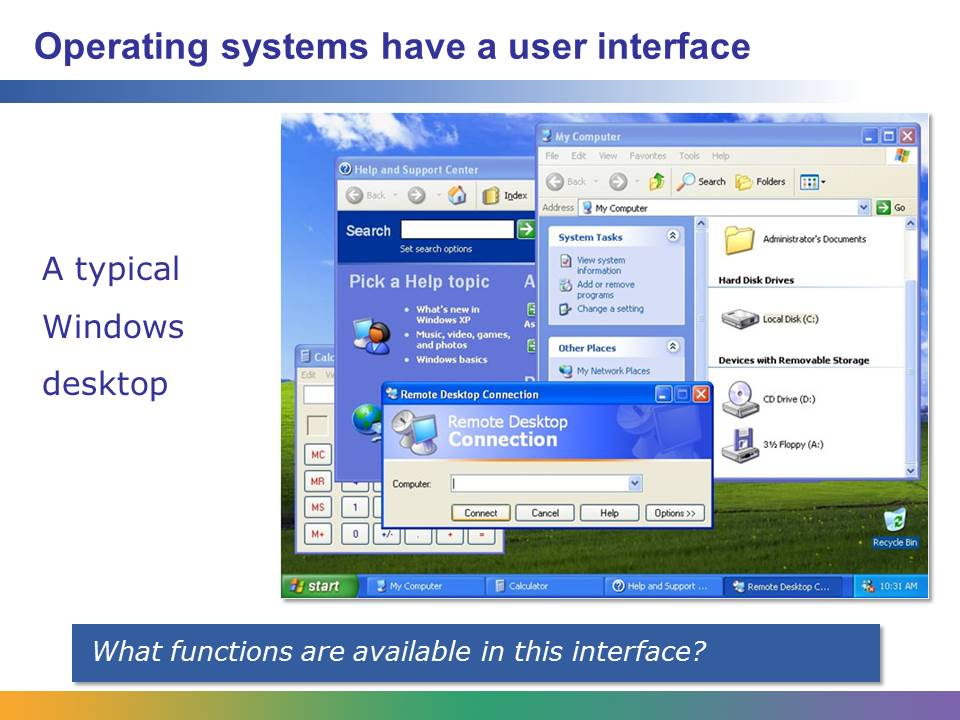 Operating systems have a user interface
A typical
Windows
desktop
Help and Support Center
Back
Index
Search
Set search options
Pick a Help topic
A
What's new in
Windows XP
Music, video, games,
and photos
Windows basics
As
My Computer
File Edit View Favorites Tools Help
Back Search Folders
Address My Computer Go
System Tasks
View system
information
Add or remove
programs
Change a setting
Other Places
My Network Places
Administrator's Documents
Hard Disk Drives
Local Disk (C:)
Devices with Removable Storage
CD Drive (D:)
3½ Floppy (A:)
Calc
Edit
MC
MR
MS 1
M+ 0 +/- . + =
Remote Desktop Connection
Remote Desktop
Connection
Computer:
Connect Cancel Help Options >>
Recycle Bin
start My Computer Calculator Help and Support ... Remote Desktop C... 10:31 AM
What functions are available in this interface?